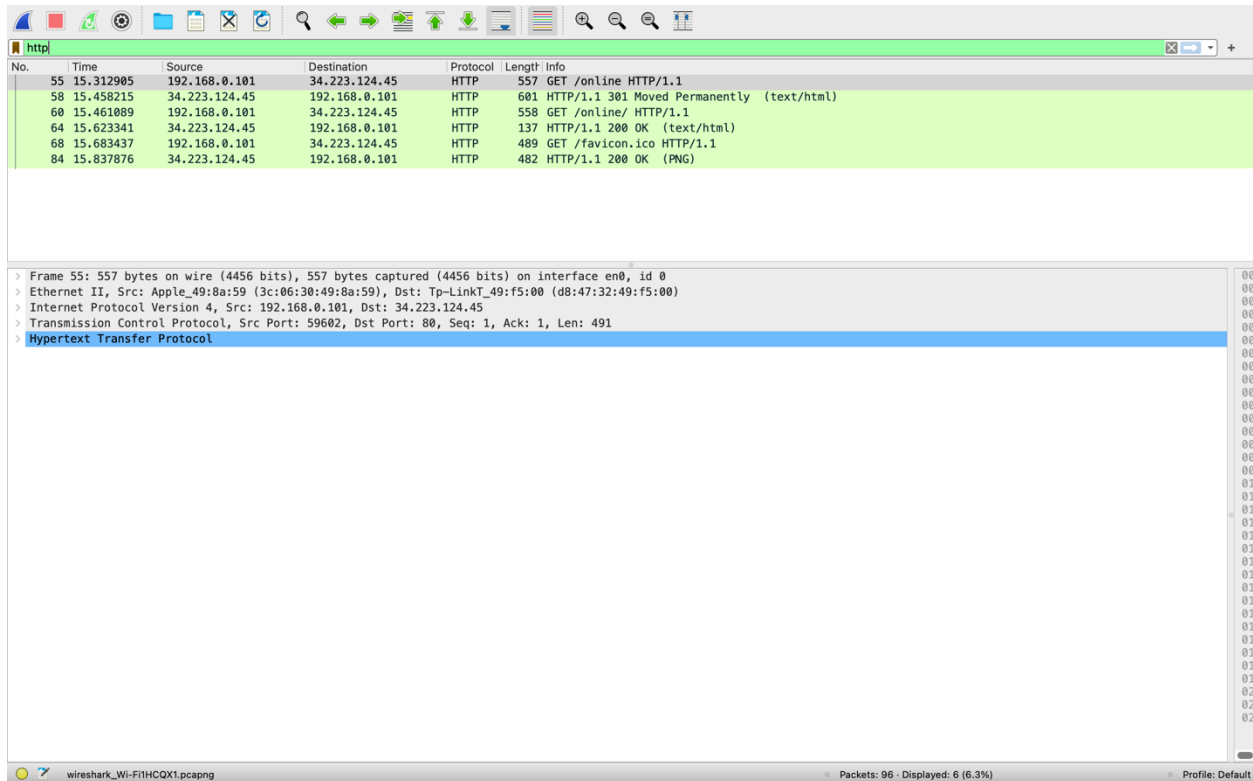 http
+
No. Time Source Destination Protocol Length Info
55 15.312905 192.168.0.101 34.223.124.45 HTTP 557 GET /online HTTP/1.1
58 15.458215 34.223.124.45 192.168.0.101 HTTP 601 HTTP/1.1 301 Moved Permanently (text/html)
60 15.461089 192.168.0.101 34.223.124.45 HTTP 558 GET /online/ HTTP/1.1
64 15.623341 34.223.124.45 192.168.0.101 HTTP 137 HTTP/1.1 200 OK (text/html)
68 15.683437 192.168.0.101 34.223.124.45 HTTP 489 GET /favicon.ico HTTP/1.1
84 15.837876 34.223.124.45 192.168.0.101 HTTP 482 HTTP/1.1 200 OK (PNG)
> Frame 55: 557 bytes on wire (4456 bits), 557 bytes captured (4456 bits) on interface en0, id 0
> Ethernet II, Src: Apple_49:8a:59 (3c:06:30:49:8a:59), Dst: Tp-LinkT_49:f5:00 (d8:47:32:49:f5:00)
> Internet Protocol Version 4, Src: 192.168.0.101, Dst: 34.223.124.45
> Transmission Control Protocol, Src Port: 59602, Dst Port: 80, Seq: 1, Ack: 1, Len: 491
> Hypertext Transfer Protocol
wireshark_Wi-Fi1HCQX1.pcapng Packets: 96 · Displayed: 6 (6.3%) Profile: Default